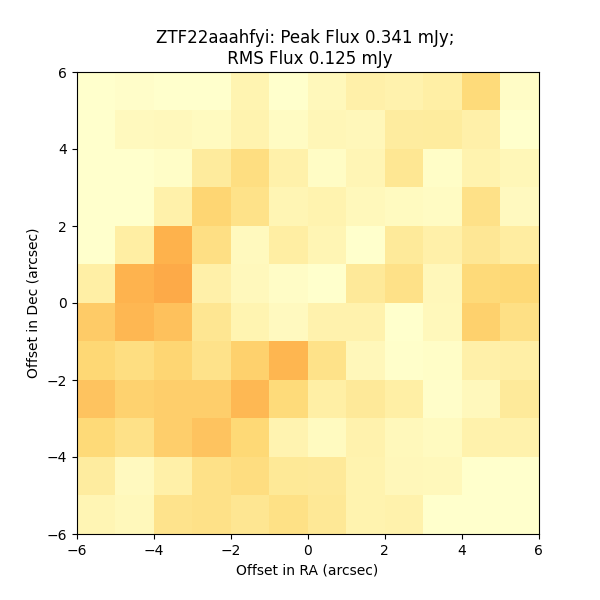 ZTF22aaahfyi: Peak Flux 0.341 mJy;
RMS Flux 0.125 mJy
6
4
2
0
−2
−4
−6
Offset in Dec (arcsec)
−6 −4 −2 0 2 4 6
Offset in RA (arcsec)